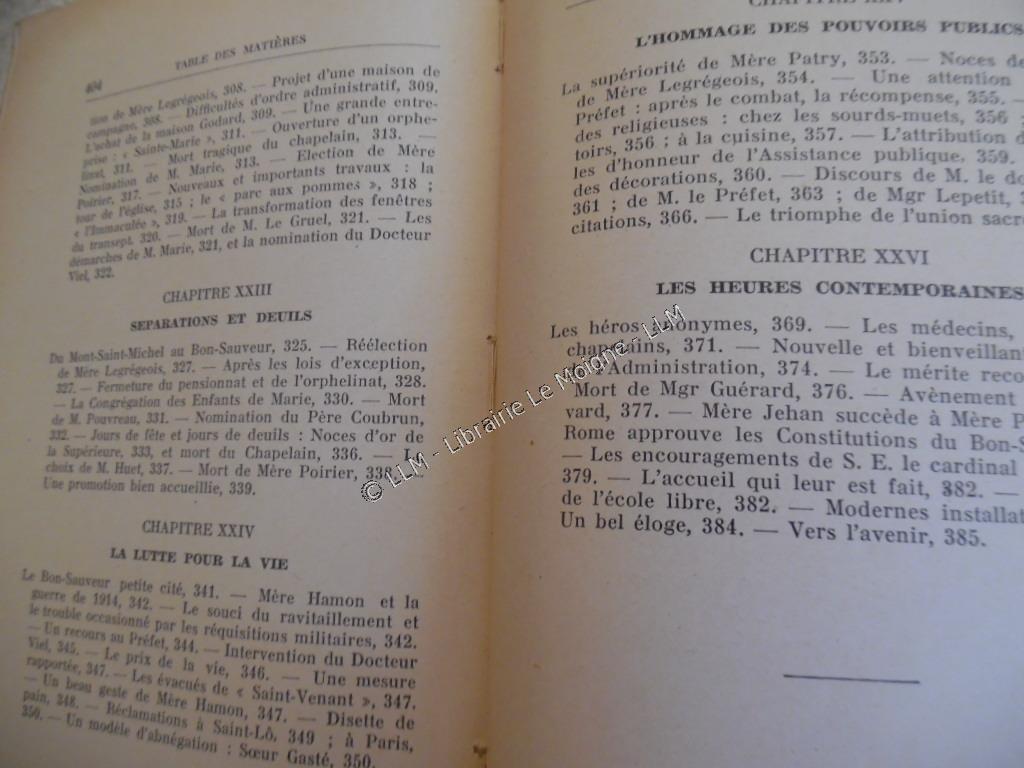 404
TABLE DES MATIÈRES
tion de Mère Legrégeois, 308. — Projet d'une maison de
campagne, 308. — Difficultés d'ordre administratif, 309.
L'achat de la maison Godard, 309. — Une grande entre-
prise : « Sainte-Marie », 311. — Ouverture d'un orphe-
linat, 311. — Mort tragique du chapelain, 313. —
Nomination de M. Marie, 313. — Election de Mère
Poirier, 317. — Nouveaux et importants travaux : la
tour de l'église, 315 ; le « parc aux pommes », 318 ;
« l'Immaculée », 319. — La transformation des fenêtres
du transept, 320. — Mort de M. Le Gruel, 321. — Les
démarches de M. Marie, 321, et la nomination du Docteur
Viel, 322.
CHAPITRE XXIII
SEPARATIONS ET DEUILS
Du Mont-Saint-Michel au Bon-Sauveur, 325. — Réélection
de Mère Legrégeois, 327. — Après les lois d'exception,
327. — Fermeture du pensionnat et de l'orphelinat, 328.
— La Congrégation des Enfants de Marie, 330. — Mort
de M. Pouvreau, 331. — Nomination du Père Coubrun,
332. — Jours de fête et jours de deuils : Noces d'or de
la Supérieure, 333, et mort du Chapelain, 336. — Le
choix de M. Huet, 337. — Mort de Mère Poirier, 338. —
Une promotion bien accueillie, 339.
CHAPITRE XXIV
LA LUTTE POUR LA VIE
Le Bon-Sauveur petite cité, 341. — Mère Hamon et la
guerre de 1914, 342. — Le souci du ravitaillement et
le trouble occasionné par les réquisitions militaires, 342.
— Un recours au Préfet, 344. — Intervention du Docteur
Viel, 345. — Le prix de la vie, 346. — Une mesure
rapportée, 347. — Les évacués de « Saint-Venant », 347.
— Un beau geste de Mère Hamon, 347. — Disette de
pain, 348. — Réclamations à Saint-Lô, 349 ; à Paris,
350. — Un modèle d'abnégation : Sœur Gasté, 350.
CHAPITRE XXV
L'HOMMAGE DES POUVOIRS PUBLICS
La supériorité de Mère Patry, 353. — Noces de
de Mère Legrégeois, 354. — Une attention
Préfet : après le combat, la récompense, 355. —
des religieuses : chez les sourds-muets, 356 ;
toirs, 356 ; à la cuisine, 357. — L'attribution d
les d'honneur de l'Assistance publique, 359.
des décorations, 360. — Discours de M. le do
361 ; de M. le Préfet, 363 ; de Mgr Lepetit,
citations, 366. — Le triomphe de l'union sacr
CHAPITRE XXVI
LES HEURES CONTEMPORAINES
Les héros anonymes, 369. — Les médecins,
chapelains, 371. — Nouvelle et bienveillan
Administration, 374. — Le mérite reco
Mort de Mgr Guérard, 376. — Avènement
vard, 377. — Mère Jehan succède à Mère P
Rome approuve les Constitutions du Bon-S
— Les encouragements de S. E. le cardinal
379. — L'accueil qui leur est fait, 382. —
de l'école libre, 382. — Modernes installat
Un bel éloge, 384. — Vers l'avenir, 385.
© LLM - Librairie Le Moigne - LLM